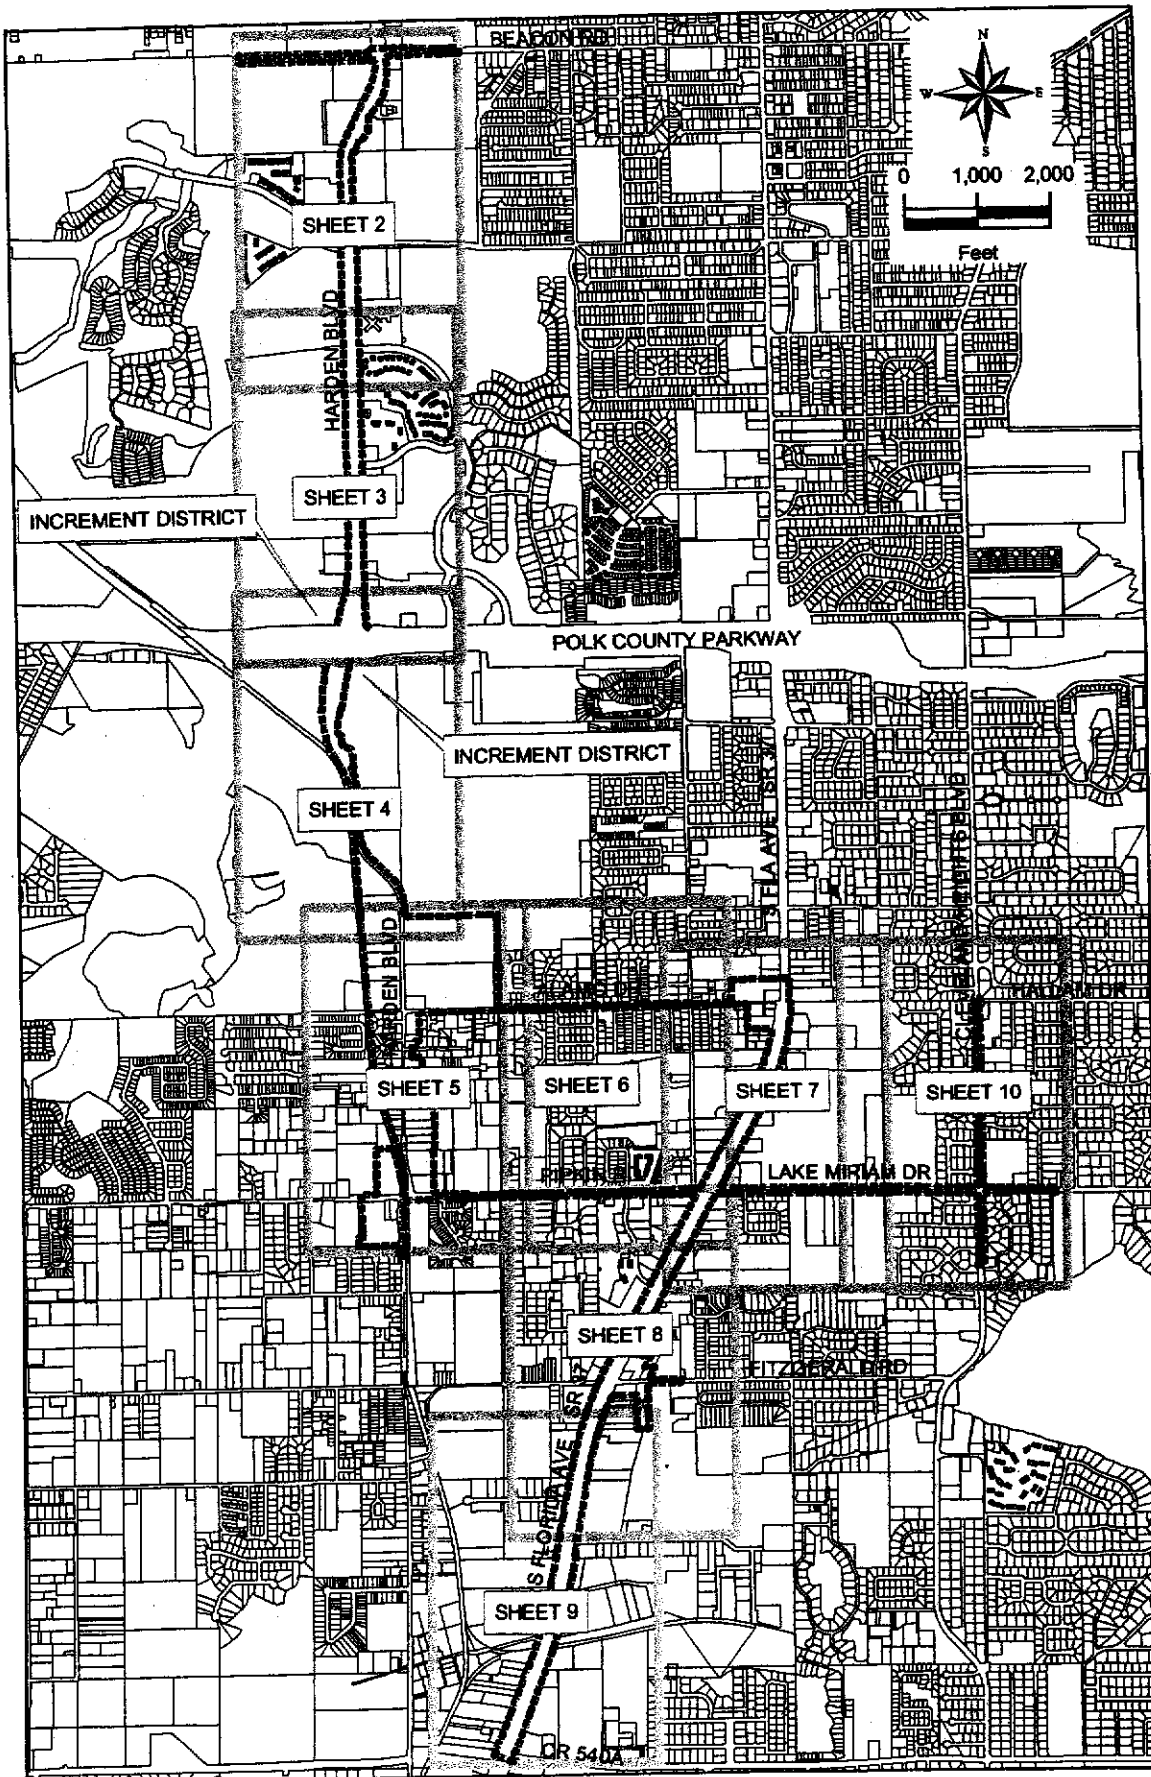 BEACON RD
N
W
E
S
0 1,000 2,000
Feet
SHEET 2
HARDEN BLVD
SHEET 3
INCREMENT DISTRICT
POLK COUNTY PARKWAY
INCREMENT DISTRICT
SHEET 4
HARDEN BLVD
SHEET 5
SHEET 6
SHEET 7
SHEET 10
LAKE MIRIAM DR
SHEET 8
FITZGERALD RD
S FLORIDA AVE SR 37
SHEET 9
CR 540A